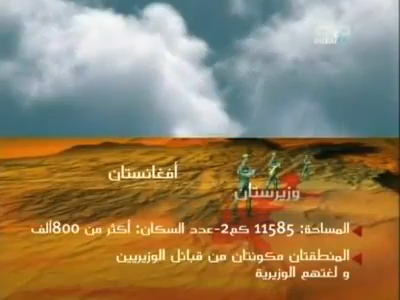 أفغانستان
وزيرستان
المساحة: 11585 كم2-عدد السكان: أكثر من 800ألف
المنطقتان مكونتان من قبائل الوزيريين
و لغتهم الوزيرية